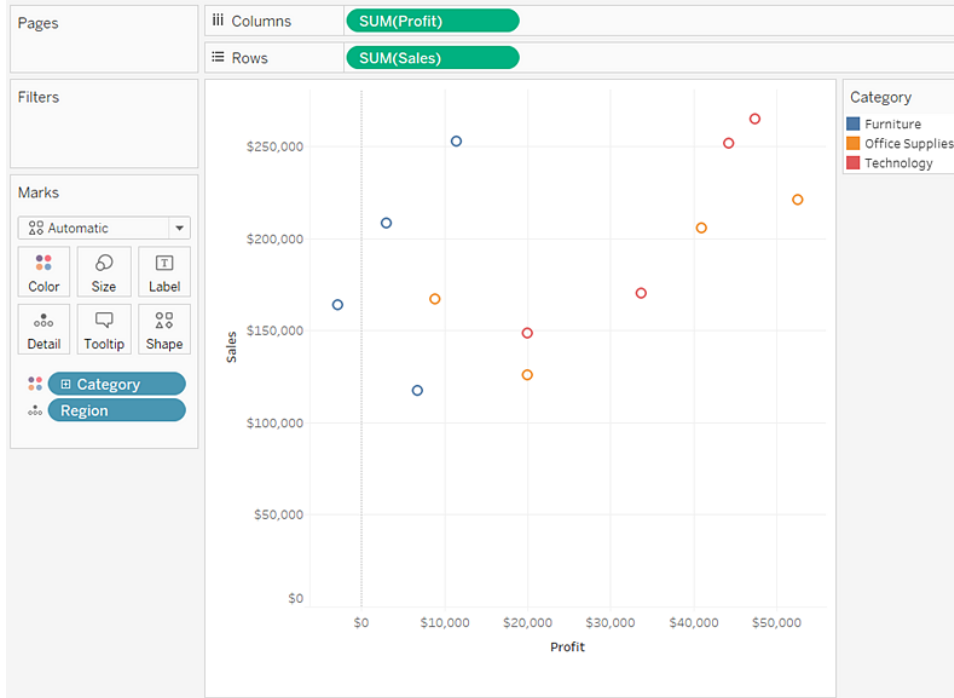 Pages
Columns
SUM(Profit)
Rows
SUM(Sales)
Filters
Marks
Automatic
Color
Size
Label
Detail
Tooltip
Shape
Category
Region
$250,000
$200,000
$150,000
$100,000
$50,000
$0
Sales
$0
$10,000
$20,000
$30,000
$40,000
$50,000
Profit
Category
Furniture
Office Supplies
Technology